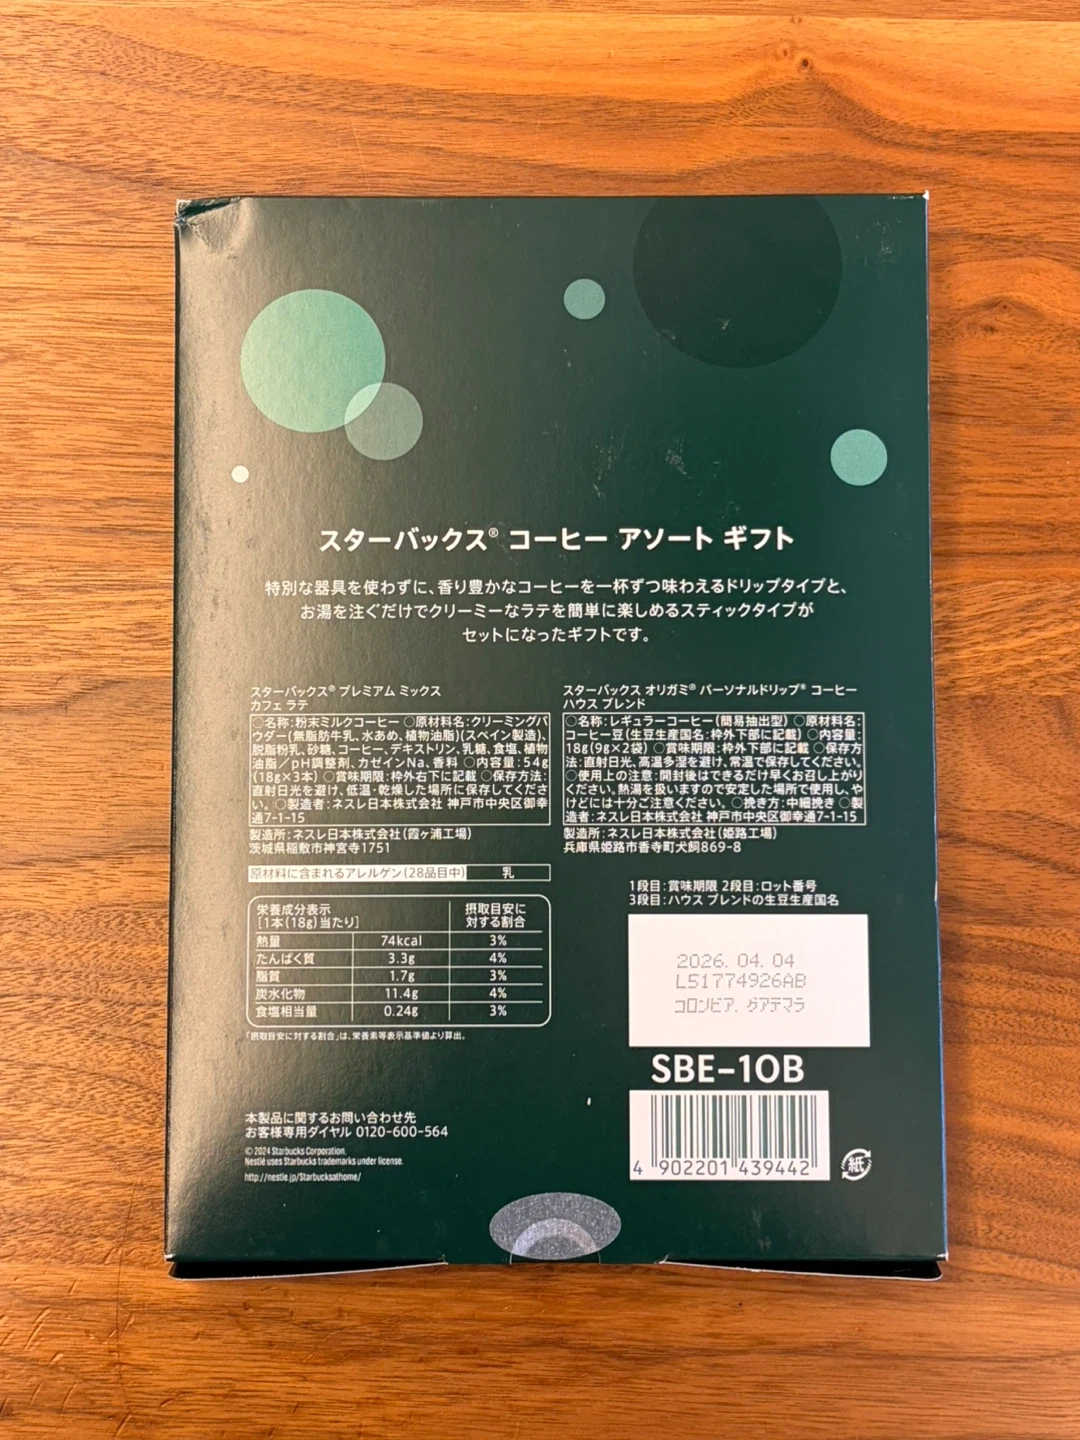 スターバックス® コーヒー アソート ギフト
特別な器具を使わずに、香り豊かなコーヒーを一杯ずつ味わえるドリップタイプと、
お湯を注ぐだけでクリーミーなラテを簡単に楽しめるスティックタイプが
セットになったギフトです。
スターバックス® プレミアム ミックス
カフェ ラテ
○名称:粉末ミルクコーヒー ○原材料名:クリーミングパ
ウダー(無脂肪牛乳、水あめ、植物油脂)(スペイン製造)、
脱脂粉乳、砂糖、コーヒー、デキストリン、乳糖、食塩、植物
油脂/pH調整剤、カゼインNa、香料 ○内容量:54g
(18g×3本) ○賞味期限:枠外右下に記載 ○保存方法:
直射日光を避け、低温・乾燥した場所に保存してくださ
い。 ○製造者:ネスレ日本株式会社 神戸市中央区御幸
通7-1-15
製造所:ネスレ日本株式会社(霞ヶ浦工場)
茨城県稲敷市神宮寺1751
原材料に含まれるアレルゲン(28品目中) 乳
栄養成分表示
[1本(18g)当たり] 摂取目安に
対する割合
熱量 74kcal 3%
たんぱく質 3.3g 4%
脂質 1.7g 3%
炭水化物 11.4g 4%
食塩相当量 0.24g 3%
「摂取目安に対する割合」は、栄養素等表示基準値より算出。
本製品に関するお問い合わせ先
お客様専用ダイヤル 0120-600-564
© 2024 Starbucks Corporation.
Nestlé uses Starbucks trademarks under license.
http://nestle.jp/Starbucksathome/
スターバックス オリガミ® パーソナルドリップ® コーヒー
ハウス ブレンド
○名称:レギュラーコーヒー(簡易抽出型) ○原材料名:
コーヒー豆(生豆生産国名:枠外下部に記載) ○内容量:
18g(9g×2袋) ○賞味期限:枠外下部に記載 ○保存方
法:直射日光、高温多湿を避け、常温で保存してください。
○使用上の注意:開封後はできるだけ早くお召し上がり
ください。熱湯を扱いますので安定した場所で使用し、や
けどには十分ご注意ください。 ○挽き方:中細挽き ○製
造者:ネスレ日本株式会社 神戸市中央区御幸通7-1-15
製造所:ネスレ日本株式会社(姫路工場)
兵庫県姫路市香寺町犬飼869-8
1段目:賞味期限 2段目:ロット番号
3段目:ハウス ブレンドの生豆生産国名
2026. 04. 04
L51774926AB
コロンビア. グアテマラ
SBE-10B
4 902201 439442
紙